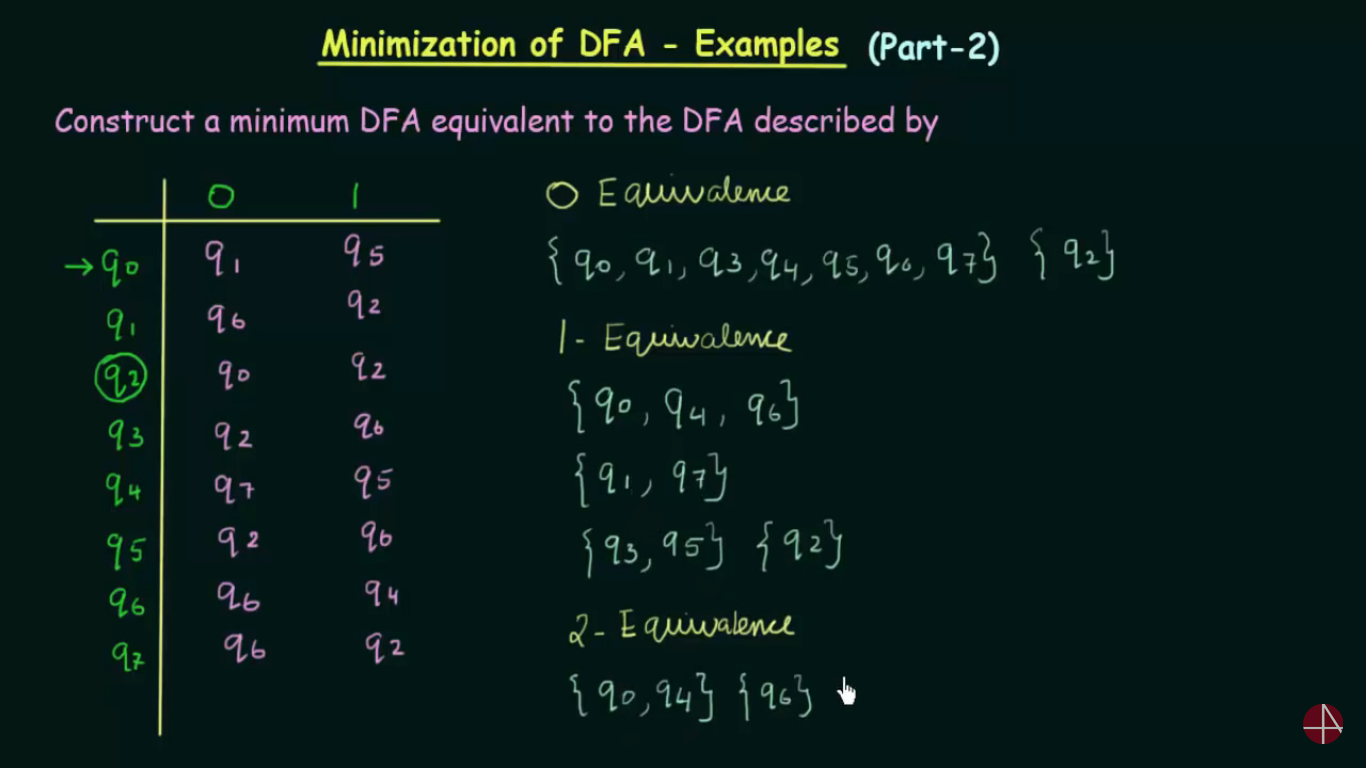 Minimization of DFA - Examples (Part-2)
Construct a minimum DFA equivalent to the DFA described by
0 1
→ q0 q1 q5
q1 q6 q2
q2 q0 q2
q3 q2 q6
q4 q7 q5
q5 q2 q6
q6 q6 q4
q7 q6 q2
0 Equivalence
{ q0, q1, q3, q4, q5, q6, q7} { q2}
1- Equivalence
{ q0, q4, q6}
{ q1, q7}
{ q3, q5} { q2}
2- Equivalence
{ q0, q4} { q6}